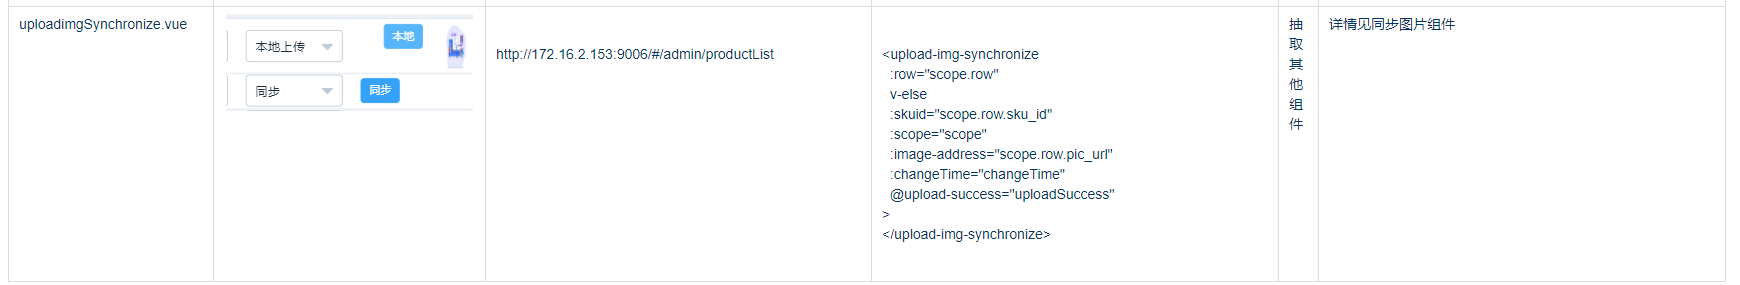 uploadimgSynchronize.vue
本地上传
本地
同步
同步
http://172.16.2.153:9006/#/admin/productList
<upload-img-synchronize
:row="scope.row"
v-else
:skuid="scope.row.sku_id"
:scope="scope"
:image-address="scope.row.pic_url"
:changeTime="changeTime"
@upload-success="uploadSuccess"
>
</upload-img-synchronize>
抽
取
其
他
组
件
详情见同步图片组件